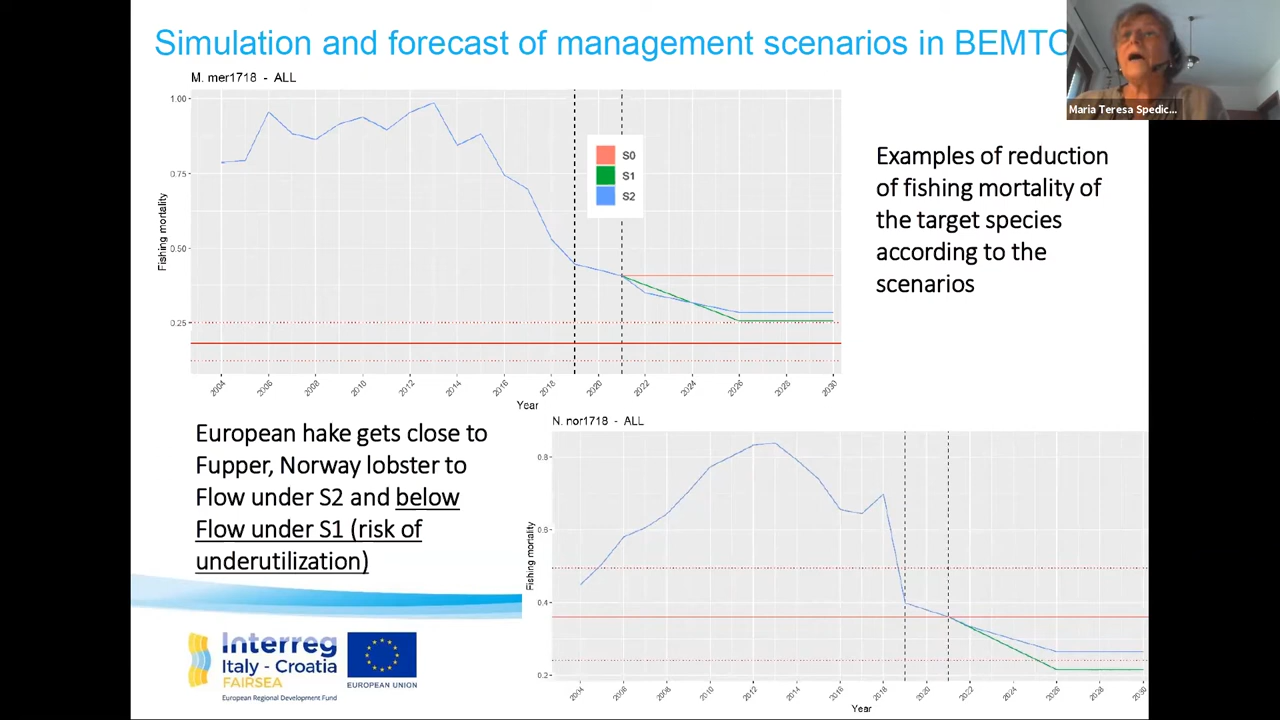 Simulation and forecast of management scenarios in BEMTO
Maria Teresa Spedic...
M. mer1718 - ALL
1.00
0.75
0.50
0.25
Fishing mortality
S0
S1
S2
2004
2006
2008
2010
2012
2014
2016
2018
2020
2022
2024
2026
2028
2030
Year
Examples of reduction
of fishing mortality of
the target species
according to the
scenarios
European hake gets close to
Fupper, Norway lobster to
Flow under S2 and below
Flow under S1 (risk of
underutilization)
N. nor1718 - ALL
0.8
0.6
0.4
0.2
Fishing mortality
2004
2006
2008
2010
2012
2014
2016
2018
2020
2022
2024
2026
2028
2030
Year
Interreg
Italy - Croatia
FAIRSEA
European Regional Development Fund
EUROPEAN UNION